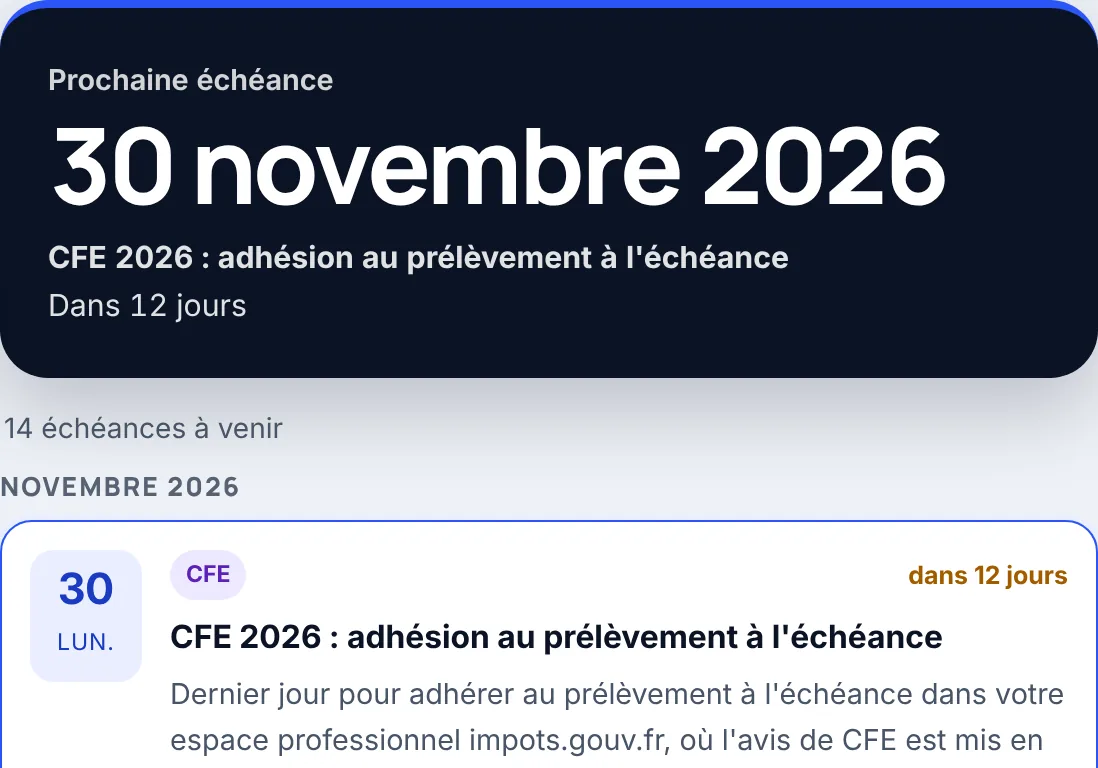 Prochaine échéance
30 novembre 2026
CFE 2026 : adhésion au prélèvement à l'échéance
Dans 12 jours
14 échéances à venir
NOVEMBRE 2026
30
LUN.
CFE
dans 12 jours
CFE 2026 : adhésion au prélèvement à l'échéance
Dernier jour pour adhérer au prélèvement à l'échéance dans votre
espace professionnel impots.gouv.fr, où l'avis de CFE est mis en